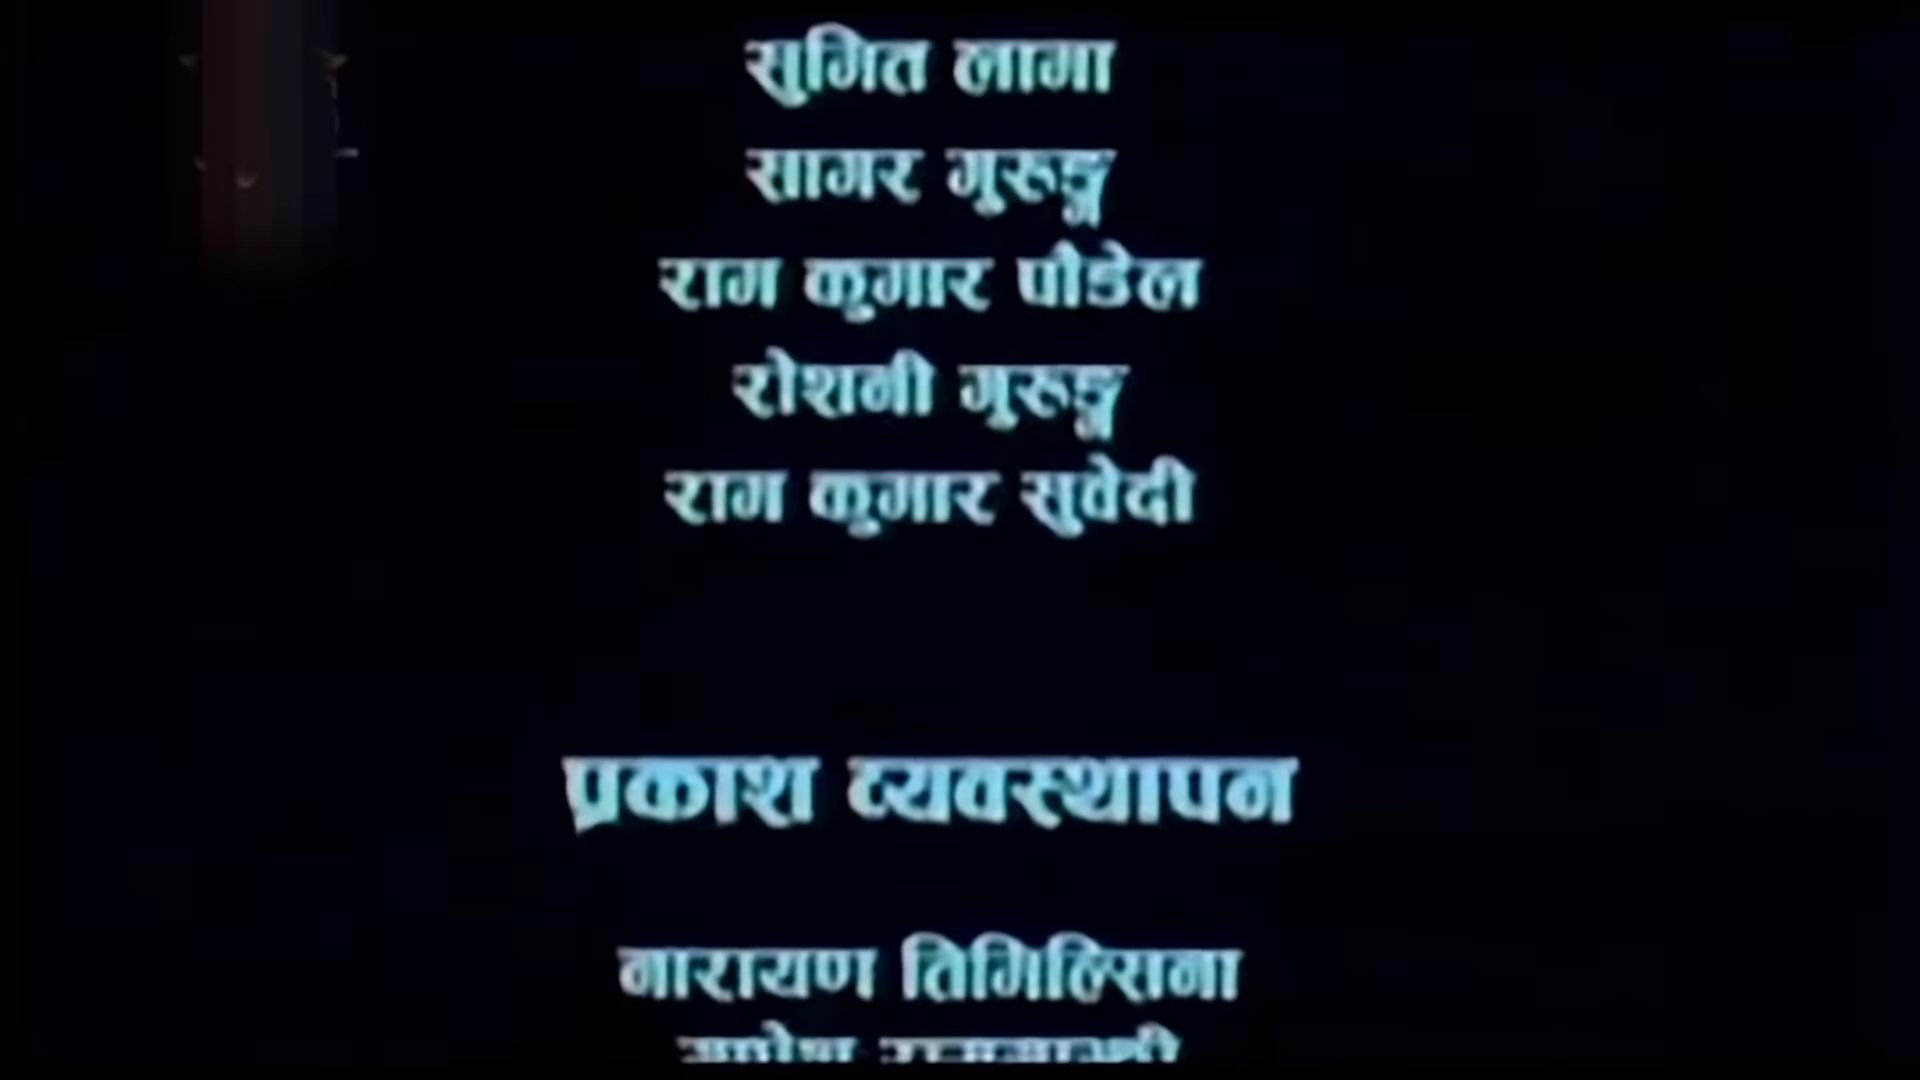 सुमित लामा
सागर गुरुङ्ग
राम कुमार पौडेल
रोशनी गुरुङ्ग
राम कुमार सुवेदी
प्रकाश व्यवस्थापन
नारायण तिमिल्सिना